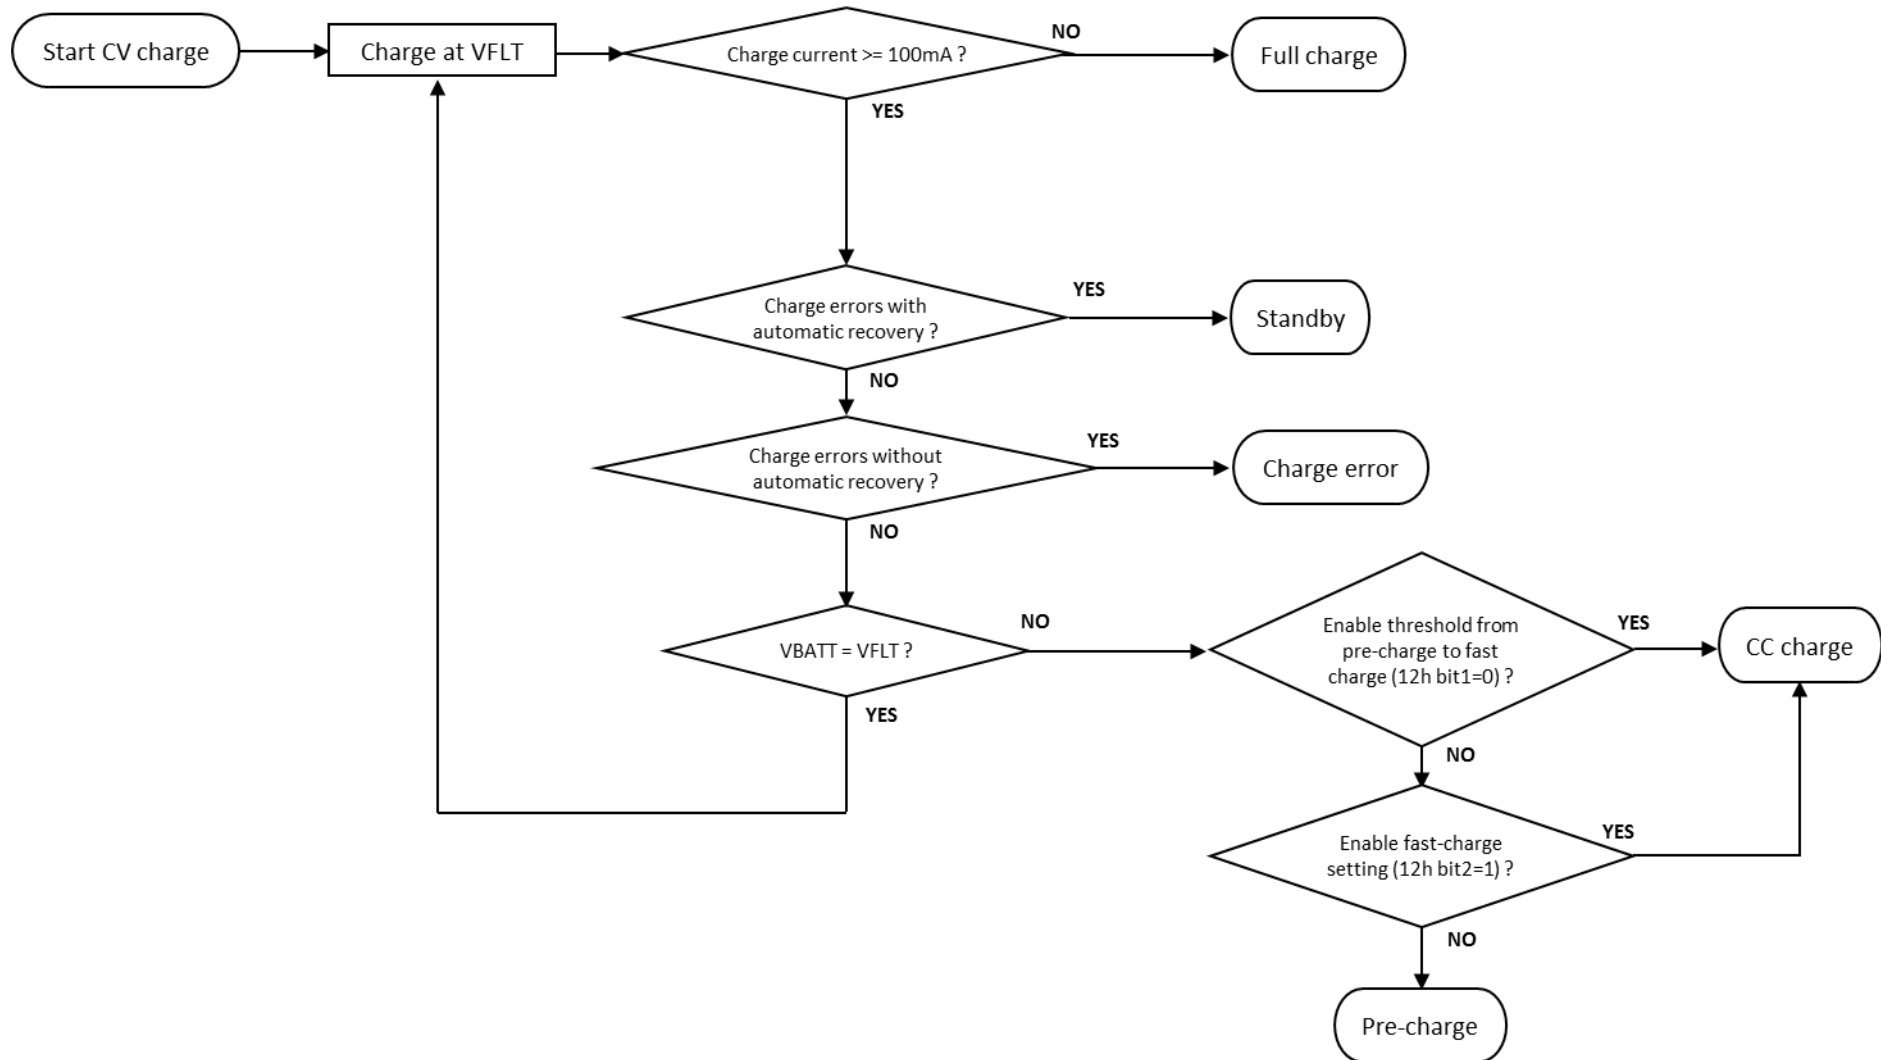 Start CV charge
Charge at VFLT
Charge current >= 100mA ?
NO
Full charge
YES
Charge errors with
automatic recovery ?
YES
Standby
NO
Charge errors without
automatic recovery ?
YES
Charge error
NO
VBATT = VFLT ?
NO
Enable threshold from
pre-charge to fast
charge (12h bit1=0) ?
YES
CC charge
YES
NO
Enable fast-charge
setting (12h bit2=1) ?
YES
NO
Pre-charge